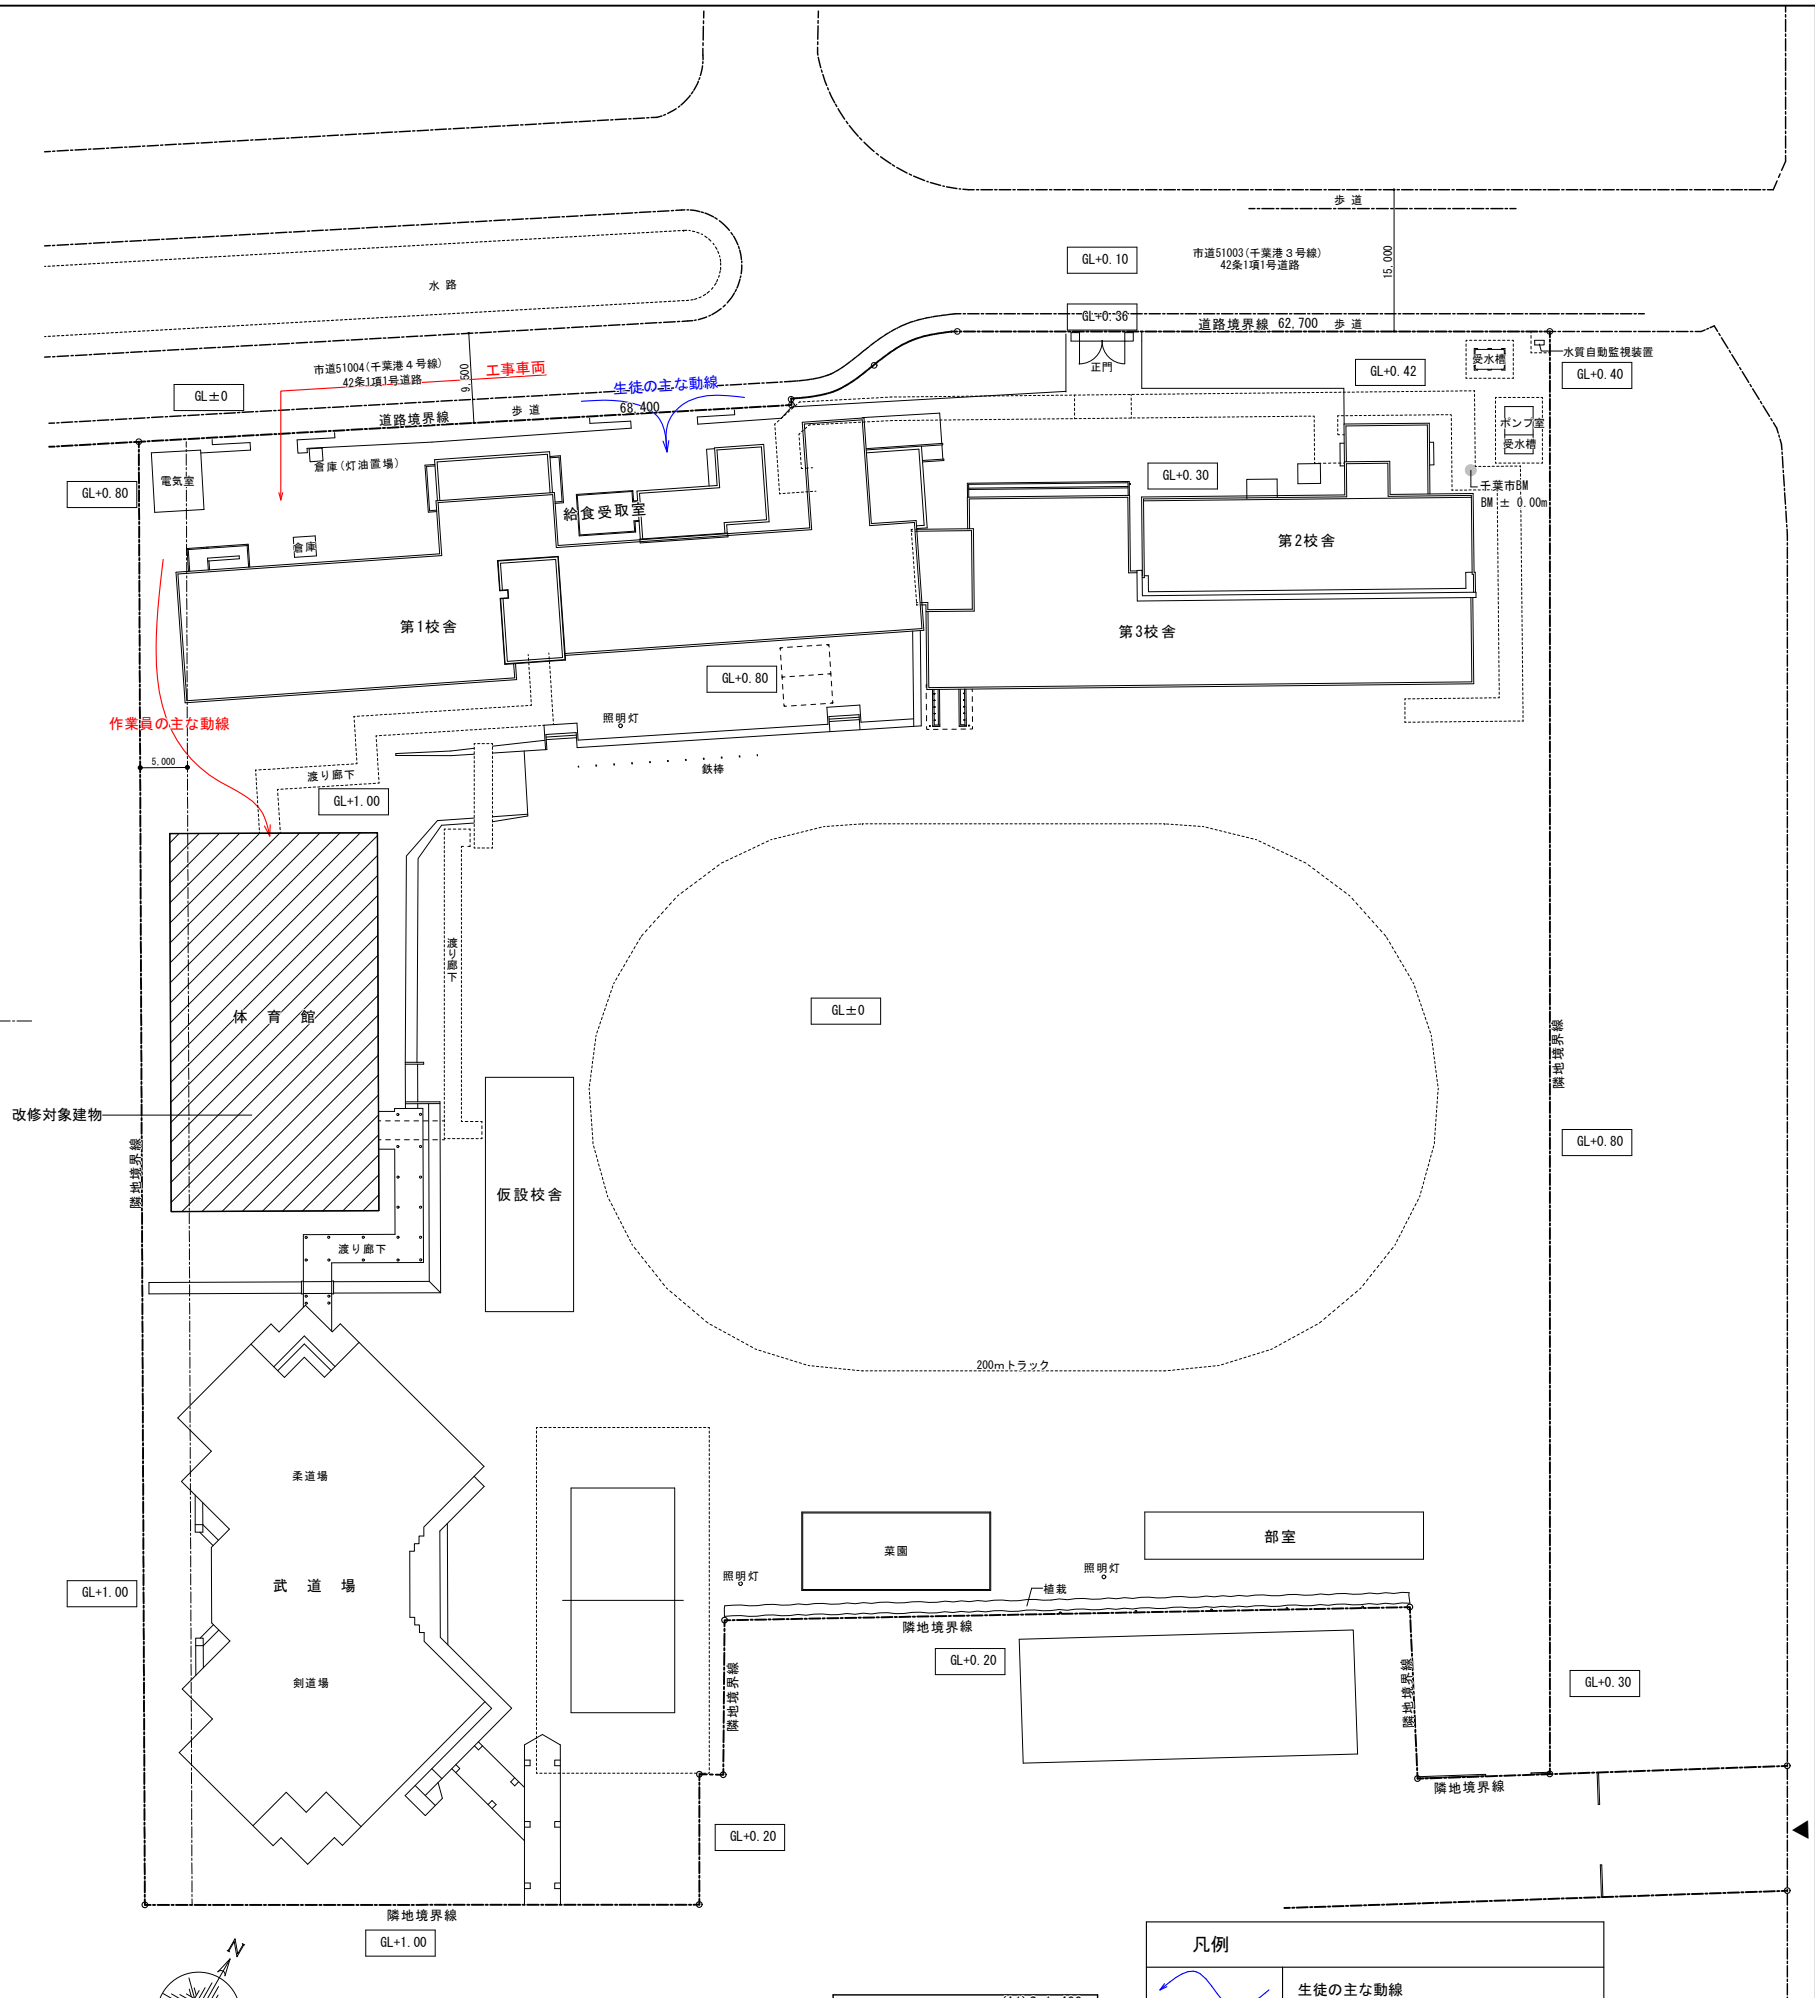 歩道
GL+0.10
市道51003(千葉港3号線)
42条1項1号道路
15,000
水路
GL+0.36
道路境界線 62,700 歩道
正門
受水槽
水質自動監視装置
GL+0.42
GL+0.40
市道51004(千葉港4号線)
42条1項1号道路
9,500
工事車両
生徒の主な動線
GL±0
道路境界線
歩道
68,400
ポンプ室
受水槽
倉庫(灯油置場)
電気室
GL+0.80
GL+0.30
千葉市BM
BM ± 0.00m
給食受取室
倉庫
第2校舎
第1校舎
第3校舎
GL+0.80
作業員の主な動線
照明灯
5,000
渡り廊下
鉄棒
GL+1.00
渡り廊下
体育館
GL±0
隣地境界線
改修対象建物
隣地境界線
GL+0.80
仮設校舎
渡り廊下
200mトラック
柔道場
部室
菜園
照明灯
照明灯
植栽
GL+1.00
武道場
隣地境界線
GL+0.20
隣地境界線
隣地境界線
剣道場
GL+0.30
隣地境界線
GL+0.20
隣地境界線
GL+1.00
N
凡例
生徒の主な動線